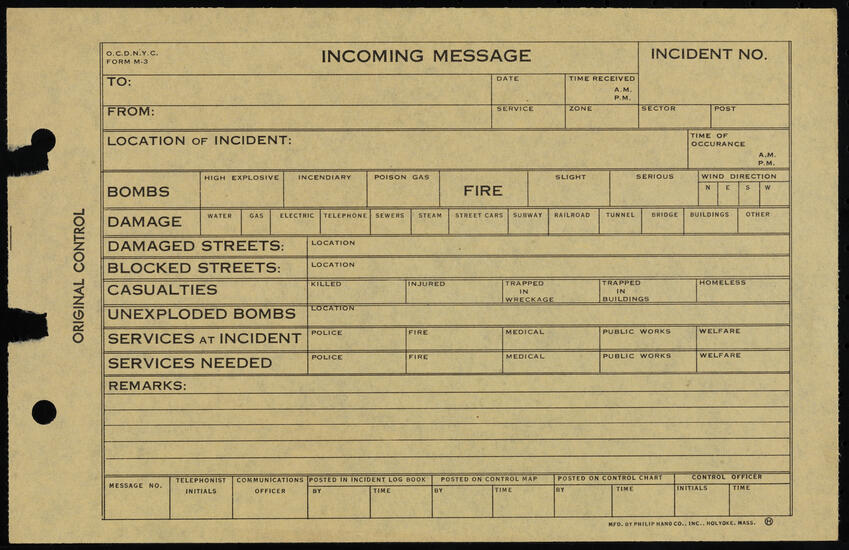 O.C.D.N.Y.C.
FORM M-3
INCOMING MESSAGE
INCIDENT NO.
TO:
DATE
TIME RECEIVED
A.M.
P.M.
FROM:
SERVICE
ZONE
SECTOR
POST
LOCATION OF INCIDENT:
TIME OF
OCCURANCE
A.M.
P.M.
BOMBS
HIGH EXPLOSIVE
INCENDIARY
POISON GAS
FIRE
SLIGHT
SERIOUS
WIND DIRECTION
N E S W
DAMAGE
WATER
GAS
ELECTRIC
TELEPHONE
SEWERS
STEAM
STREET CARS
SUBWAY
RAILROAD
TUNNEL
BRIDGE
BUILDINGS
OTHER
DAMAGED STREETS:
LOCATION
BLOCKED STREETS:
LOCATION
CASUALTIES
KILLED
INJURED
TRAPPED
IN
WRECKAGE
TRAPPED
IN
BUILDINGS
HOMELESS
UNEXPLODED BOMBS
LOCATION
SERVICES AT INCIDENT
POLICE
FIRE
MEDICAL
PUBLIC WORKS
WELFARE
SERVICES NEEDED
POLICE
FIRE
MEDICAL
PUBLIC WORKS
WELFARE
REMARKS:
MESSAGE NO.
TELEPHONIST
INITIALS
COMMUNICATIONS
OFFICER
POSTED IN INCIDENT LOG BOOK
BY
TIME
POSTED ON CONTROL MAP
BY
TIME
POSTED ON CONTROL CHART
BY
TIME
CONTROL OFFICER
INITIALS
TIME
MFD. BY PHILIP HANO CO., INC., HOLYOKE, MASS. H
ORIGINAL CONTROL